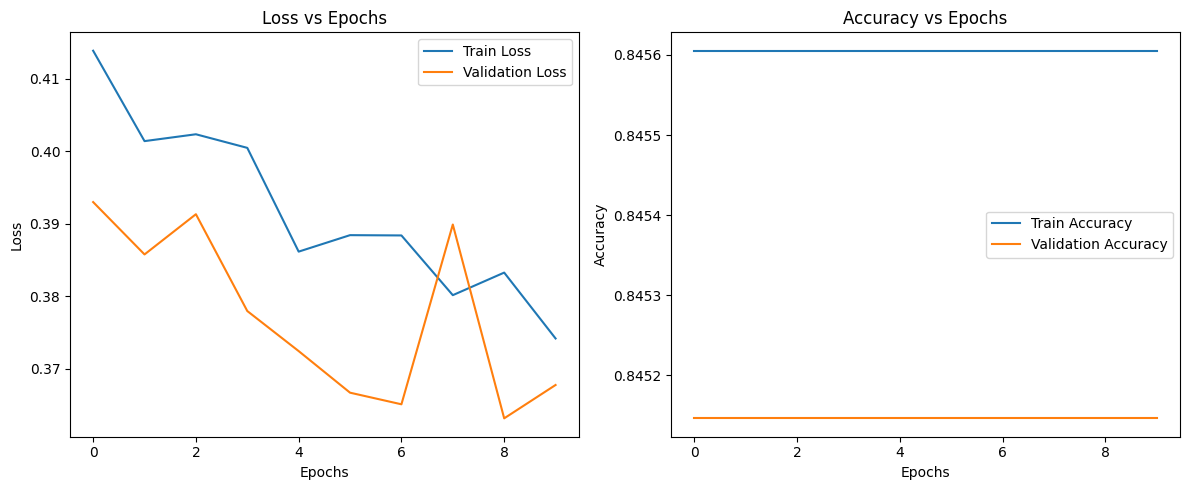 Loss vs Epochs
Train Loss
Validation Loss
0.41
0.40
0.39
0.38
0.37
Loss
0 2 4 6 8
Epochs
Accuracy vs Epochs
Train Accuracy
Validation Accuracy
0.8456
0.8455
0.8454
0.8453
0.8452
Accuracy
0 2 4 6 8
Epochs